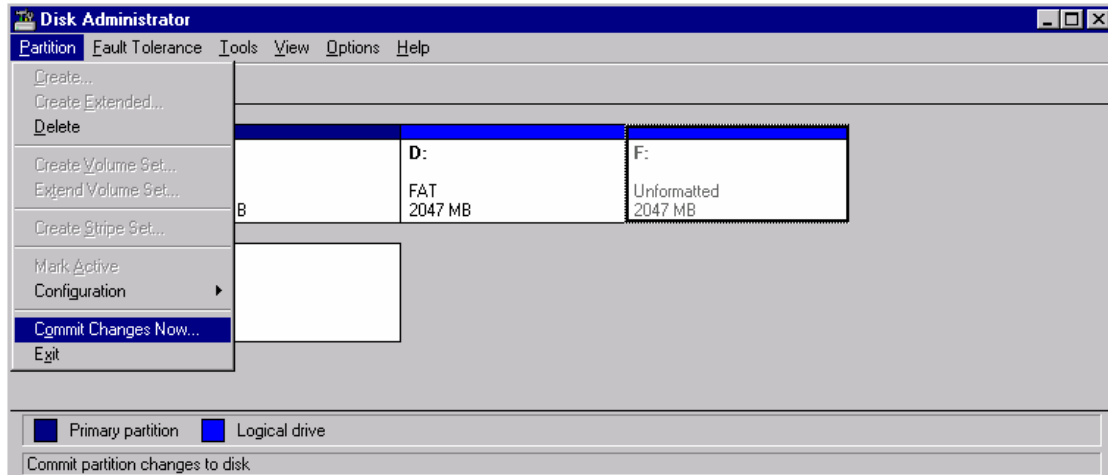 Disk Administrator
Partition Fault Tolerance Tools View Options Help
Create...
Create Extended...
Delete
Create Volume Set...
Extend Volume Set...
Create Stripe Set...
Mark Active
Configuration
Commit Changes Now...
Exit
B
D:
FAT
2047 MB
F:
Unformatted
2047 MB
Primary partition Logical drive
Commit partition changes to disk